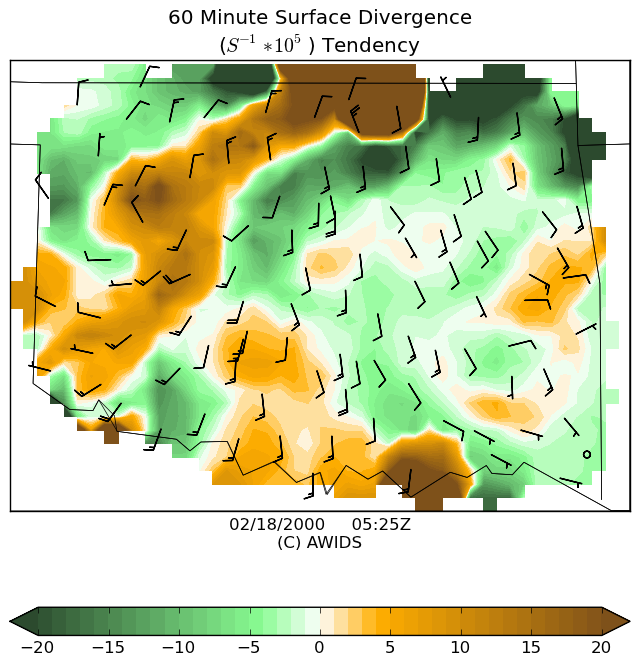 60 Minute Surface Divergence
(S⁻¹ * 10⁵ ) Tendency
02/18/2000 05:25Z
(C) AWIDS
−20 −15 −10 −5 0 5 10 15 20